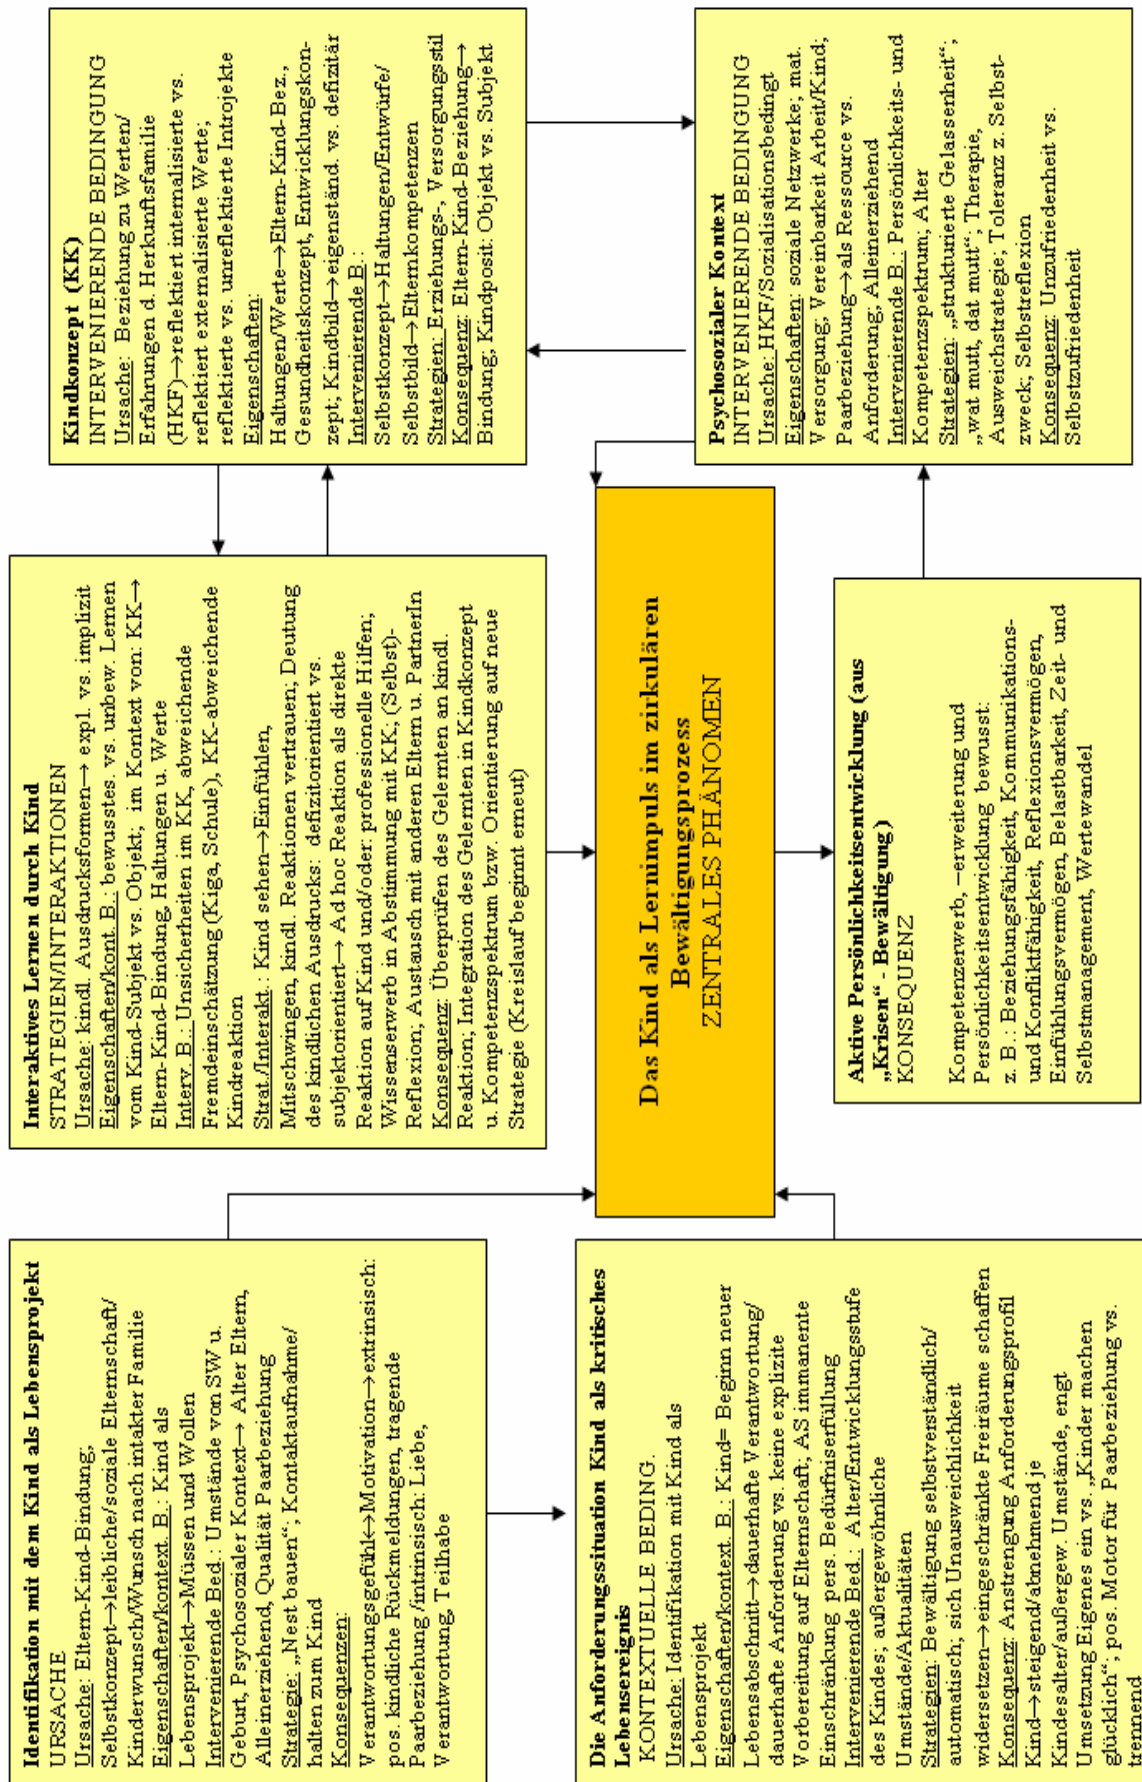 Identifikation mit dem Kind als Lebensprojekt
URSACHE
Ursache: Eltern-Kind-Bindung;
Selbstkonzept→leibliche/soziale Elternschaft/
Kinderwunsch/Wunsch nach intakter Familie
Eigenschaften/kontext. B.: Kind als
Lebensprojekt→Müssen und Wollen
Intervenierende Bed.: Umstände von SW u.
Geburt, Psychosozialer Kontext→ Alter Eltern,
Alleinerziehend, Qualität Paarbeziehung
Strategie: „Nest bauen“; Kontaktaufnahme/
halten zum Kind
Konsequenzen:
Verantwortungsgefühl↔Motivation→extrinsisch:
pos. kindliche Rückmeldungen, tragende
Paarbeziehung /intrinsisch: Liebe,
Verantwortung, Teilhabe
Interaktives Lernen durch Kind
STRATEGIEN/INTERAKTIONEN
Ursache: kindl. Ausdrucksformen→ expl. vs. implizit
Eigenschaften/kont. B.: bewusstes vs. unbew. Lernen
vom Kind-Subjekt vs. Objekt, im Kontext von: KK→
Eltern-Kind-Bindung, Haltungen u. Werte
Interv. B.: Unsicherheiten im KK, abweichende
Fremdeinschätzung (Kiga, Schule), KK-abweichende
Kindreaktion
Strat./Interakt.: Kind sehen→Einfühlen,
Mitschwingen, kindl. Reaktionen vertrauen; Deutung
des kindlichen Ausdrucks: defizitorientiert vs.
subjektorientiert→ Ad hoc Reaktion als direkte
Reaktion auf Kind und/oder: professionelle Hilfen;
Wissenserwerb in Abstimmung mit KK; (Selbst)-
Reflexion; Austausch mit anderen Eltern u. PartnerIn
Konsequenz: Überprüfen des Gelernten an kindl.
Reaktion; Integration des Gelernten in Kindkonzept
u. Kompetenzspektrum bzw. Orientierung auf neue
Strategie (Kreislauf beginnt erneut)
Kindkonzept (KK)
INTERVENIERENDE BEDINGUNG
Ursache: Beziehung zu Werten/
Erfahrungen d. Herkunftsfamilie
(HKF)→reflektiert internalisierte vs.
reflektiert externalisierte Werte;
reflektierte vs. unreflektierte Introjekte
Eigenschaften:
Haltungen/Werte→Eltern-Kind-Bez.,
Gesundheitskonzept, Entwicklungskon-
zept; Kindbild→eigenständ. vs. defizitär
Intervenierende B.:
Selbstkonzept→Haltungen/Entwürfe/
Selbstbild→Elternkompetenzen
Strategien: Erziehungs-, Versorgungsstil
Konsequenz: Eltern-Kind-Beziehung→
Bindung; Kindposit: Objekt vs. Subjekt
Das Kind als Lernimpuls im zirkulären
Bewältigungsprozess
ZENTRALES PHÄNOMEN
Die Anforderungssituation Kind als kritisches
Lebensereignis
KONTEXTUELLE BEDING.
Ursache: Identifikation mit Kind als
Lebensprojekt
Eigenschaften/kontext. B.: Kind= Beginn neuer
Lebensabschnitt→dauerhafte Verantwortung/
dauerhafte Anforderung vs. keine explizite
Vorbereitung auf Elternschaft; AS immanente
Einschränkung pers. Bedürfniserfüllung
Intervenierende Bed.: Alter/Entwicklungsstufe
des Kindes; außergewöhnliche
Umstände/Aktualitäten
Strategien: Bewältigung selbstverständlich/
automatisch; sich Unausweichlichkeit
widersetzen→eingeschränkte Freiräume schaffen
Konsequenz: Anstrengung Anforderungsprofil
Kind→steigend/abnehmend je
Kindesalter/außergew. Umstände, engt
Umsetzung Eigenes ein vs. „Kinder machen
glücklich“; pos. Motor für Paarbeziehung vs.
trennend
Aktive Persönlichkeitsentwicklung (aus
„Krisen“ - Bewältigung)
KONSEQUENZ
Kompetenzerwerb, –erweiterung und
Persönlichkeitsentwicklung bewusst:
z. B.: Beziehungsfähigkeit, Kommunikations-
und Konfliktfähigkeit, Reflexionsvermögen,
Einfühlungsvermögen, Belastbarkeit, Zeit- und
Selbstmanagement, Wertewandel
Psychosozialer Kontext
INTERVENIERENDE BEDINGUNG
Ursache: HKF/Sozialisationsbedingt
Eigenschaften: soziale Netzwerke; mat.
Versorgung, Vereinbarkeit Arbeit/Kind;
Paarbeziehung→als Ressource vs.
Anforderung; Alleinerziehend
Intervenierende B.: Persönlichkeits- und
Kompetenzspektrum; Alter
Strategien: „strukturierte Gelassenheit“;
„wat mutt, dat mutt“; Therapie,
Ausweichstrategie; Toleranz z. Selbst-
zweck; Selbstreflexion
Konsequenz: Unzufriedenheit vs.
Selbstzufriedenheit